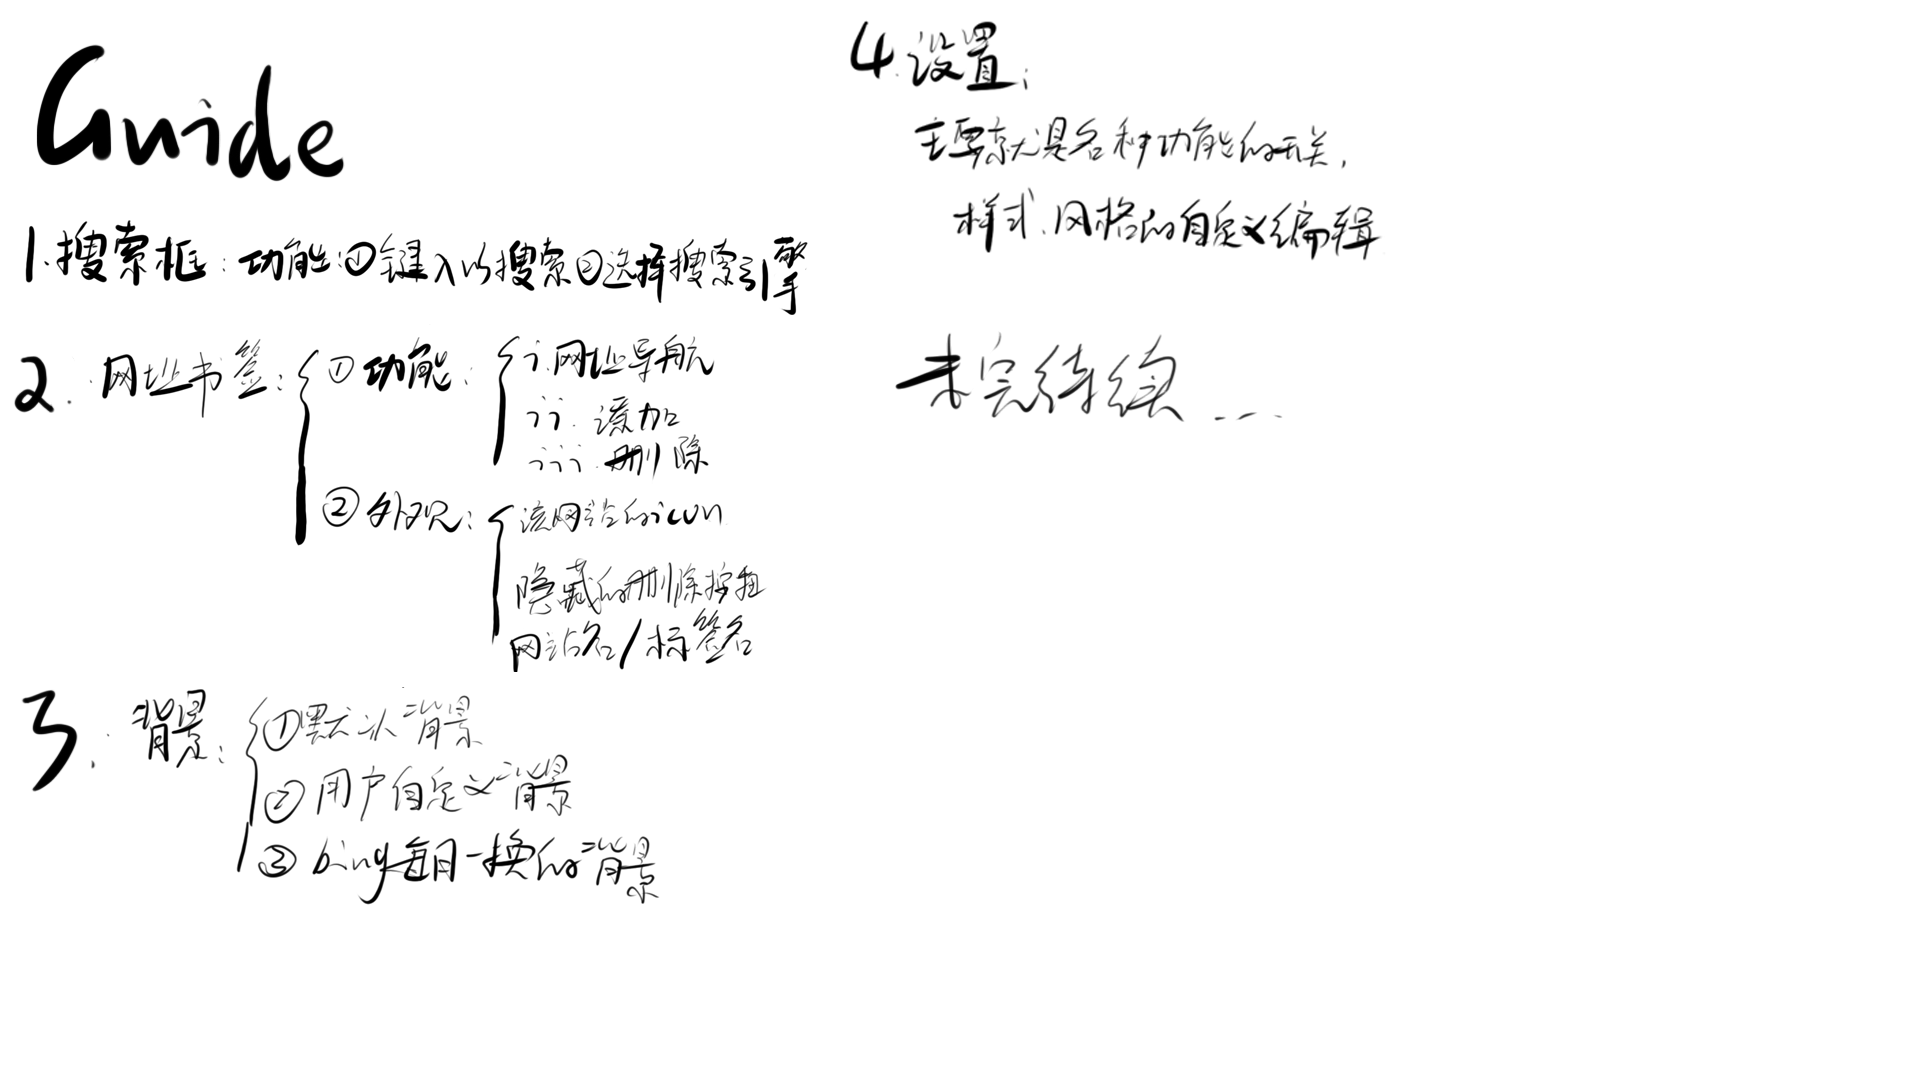 Guide
1.搜索框：功能：①键入以搜索②选择搜索引擎
2.网址书签：①功能：i.网址导航
ii.添加
iii.删除
②外观：该网站的icon
隐藏的删除按钮
网站名/标签名
3.背景：①默认背景
②用户自定义背景
③bing每日一换的背景
4.设置：
主要就是各种功能的开关，
样式、风格的自定义编辑
未完待续...